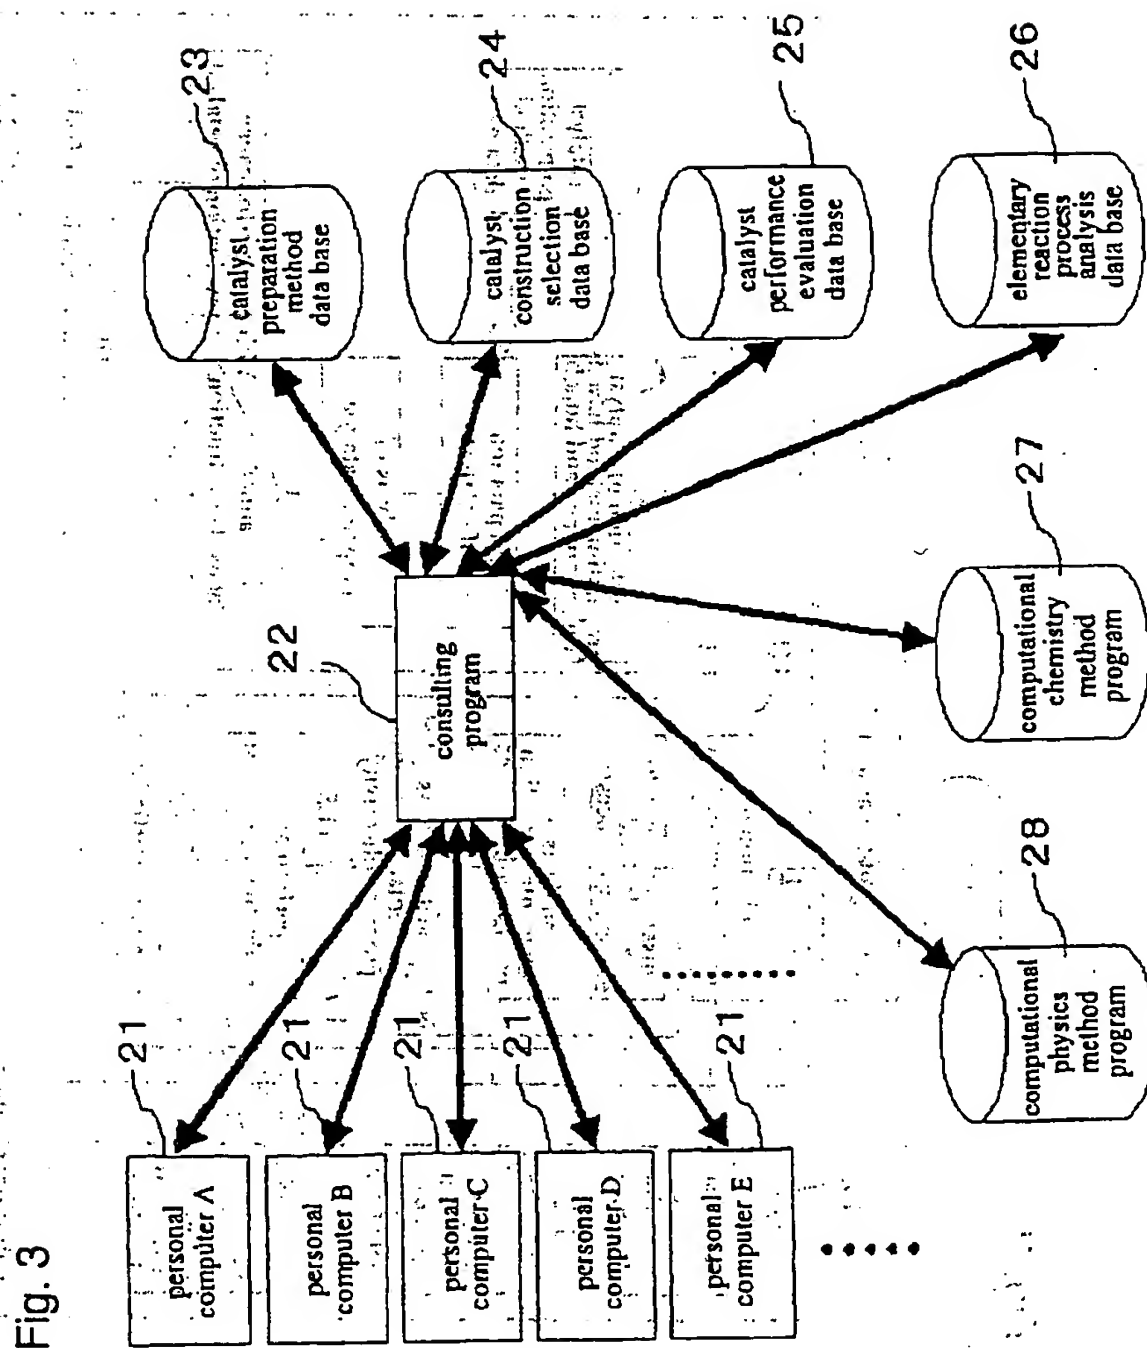 Fig. 3
personal
computer A
21
personal
computer B
21
personal
computer C
21
personal
computer D
21
personal
computer E
21
22
consulting
program
23
catalyst
preparation
method
data base
24
catalyst
construction
selection
data base
25
catalyst
performance
evaluation
data base
26
elementary
reaction
process
analysis
data base
27
computational
chemistry
method
program
28
computational
physics
method
program